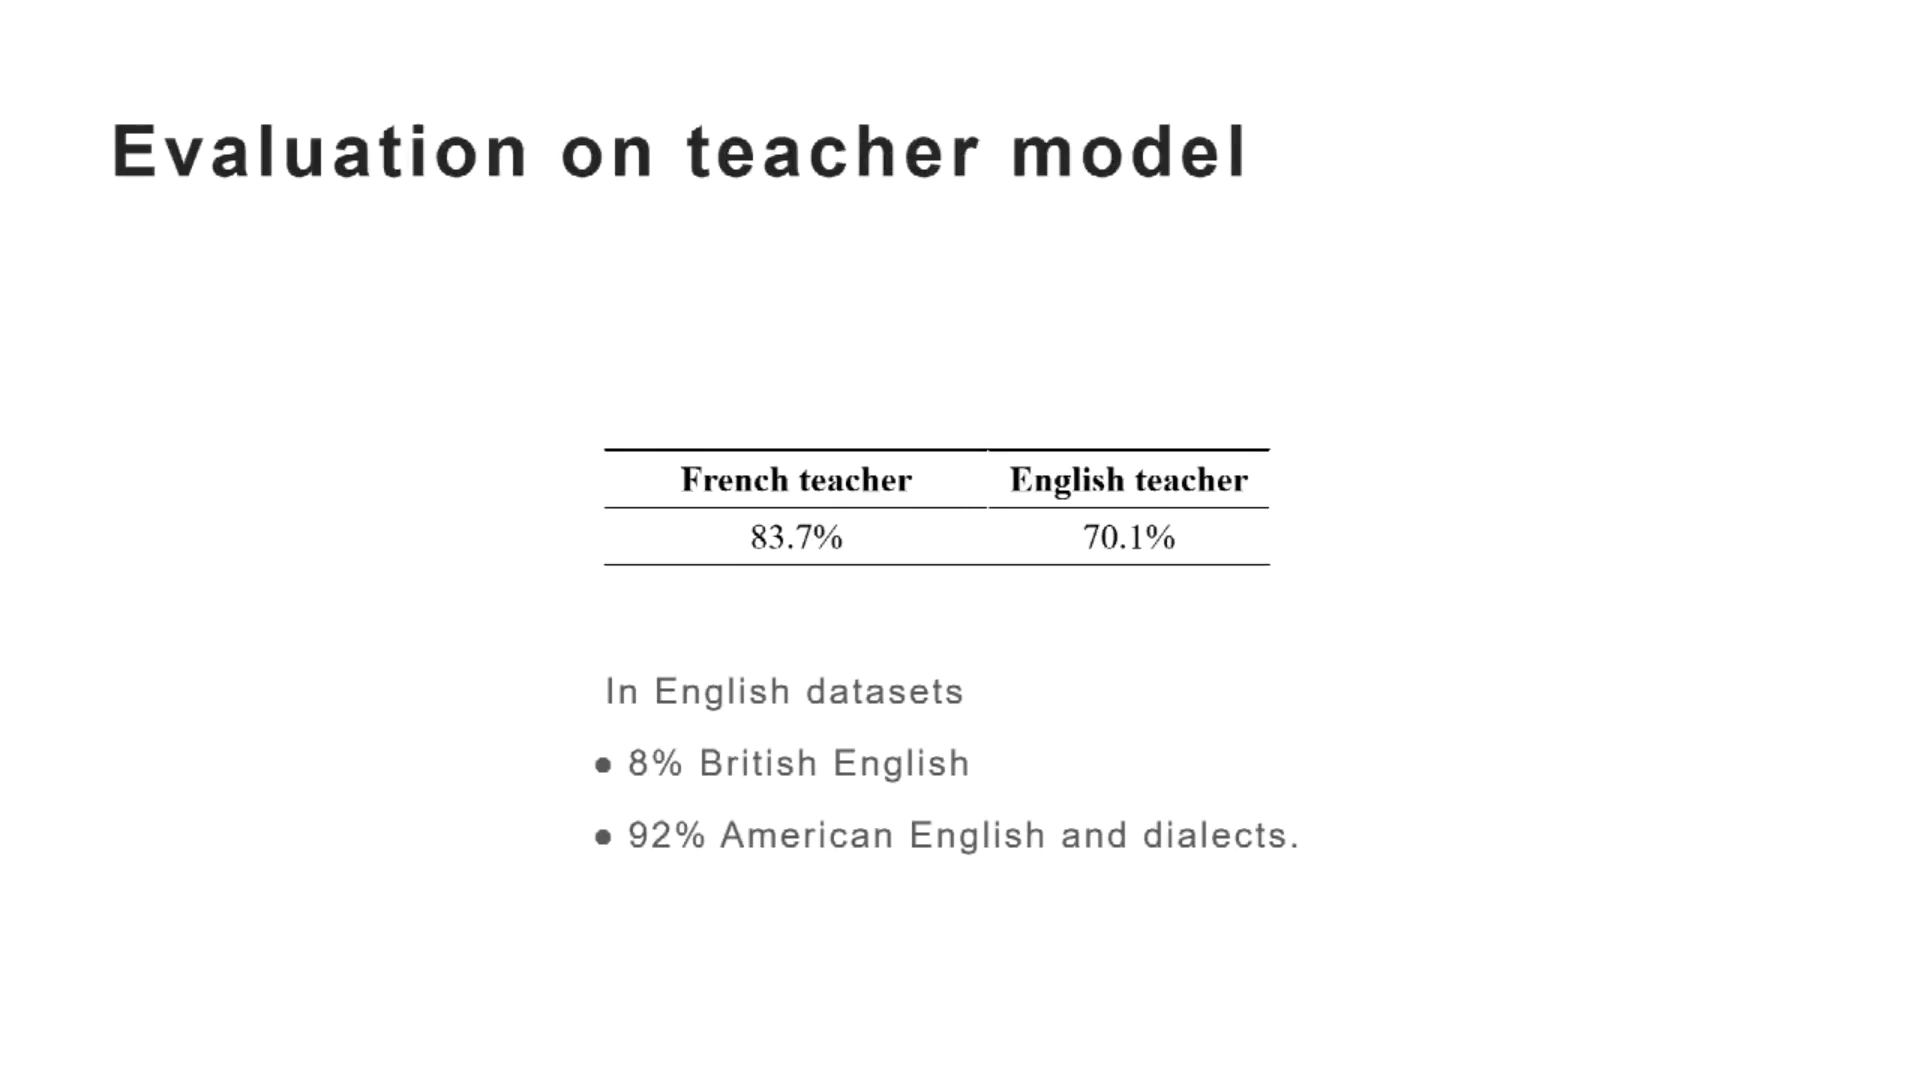 Evaluation on teacher model
French teacher English teacher
83.7% 70.1%
In English datasets
● 8% British English
● 92% American English and dialects.